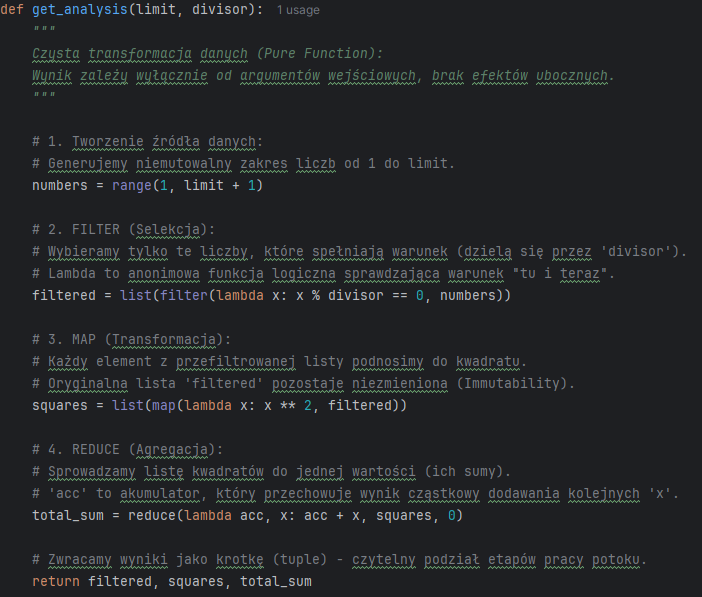 def get_analysis(limit, divisor): 1 usage
"""
Czysta transformacja danych (Pure Function):
Wynik zależy wyłącznie od argumentów wejściowych, brak efektów ubocznych.
"""
# 1. Tworzenie źródła danych:
# Generujemy niemutowalny zakres liczb od 1 do limit.
numbers = range(1, limit + 1)
# 2. FILTER (Selekcja):
# Wybieramy tylko te liczby, które spełniają warunek (dzielą się przez 'divisor').
# Lambda to anonimowa funkcja logiczna sprawdzająca warunek "tu i teraz".
filtered = list(filter(lambda x: x % divisor == 0, numbers))
# 3. MAP (Transformacja):
# Każdy element z przefiltrowanej listy podnosimy do kwadratu.
# Oryginalna lista 'filtered' pozostaje niezmieniona (Immutability).
squares = list(map(lambda x: x ** 2, filtered))
# 4. REDUCE (Agregacja):
# Sprowadzamy listę kwadratów do jednej wartości (ich sumy).
# 'acc' to akumulator, który przechowuje wynik cząstkowy dodawania kolejnych 'x'.
total_sum = reduce(lambda acc, x: acc + x, squares, 0)
# Zwracamy wyniki jako krotkę (tuple) - czytelny podział etapów pracy potoku.
return filtered, squares, total_sum